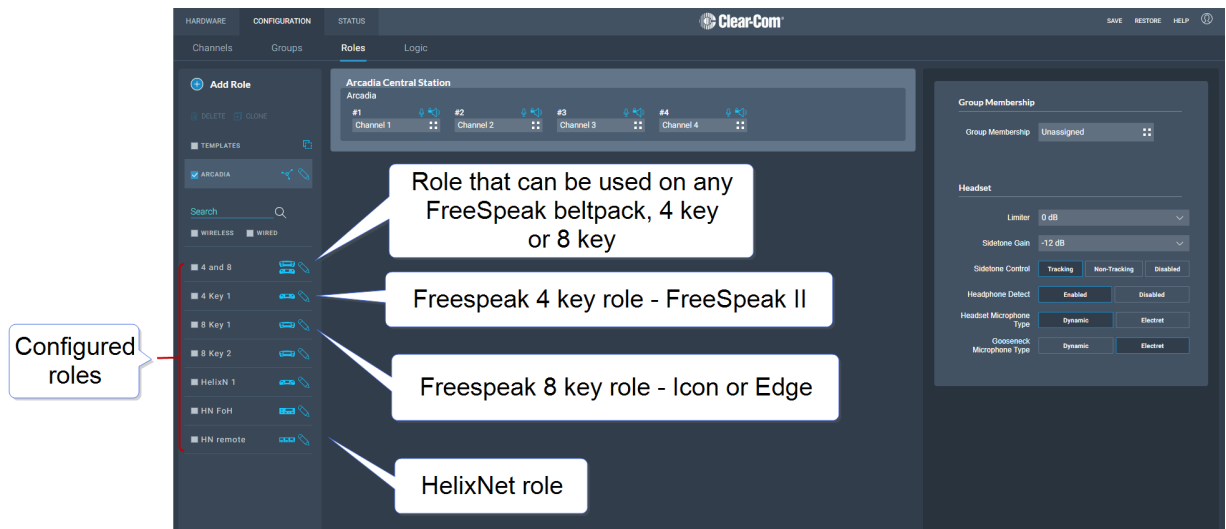 HARDWARE CONFIGURATION STATUS Clear-Com SAVE RESTORE HELP
Channels Groups Roles Logic
Add Role
DELETE CLONE
TEMPLATES
ARCADIA
Search
WIRELESS WIRED
4 and 8
4 Key 1
8 Key 1
8 Key 2
HelixN 1
HN FoH
HN remote
Arcadia Central Station
Arcadia
#1 #2 #3 #4
Channel 1 Channel 2 Channel 3 Channel 4
Role that can be used on any
FreeSpeak beltpack, 4 key
or 8 key
Freespeak 4 key role - FreeSpeak II
Freespeak 8 key role - Icon or Edge
HelixNet role
Configured
roles
Group Membership
Group Membership Unassigned
Headset
Limiter 0 dB
Sidetone Gain -12 dB
Sidetone Control Tracking Non-Tracking Disabled
Headphone Detect Enabled Disabled
Headset Microphone
Type Dynamic Electret
Gooseneck
Microphone Type Dynamic Electret